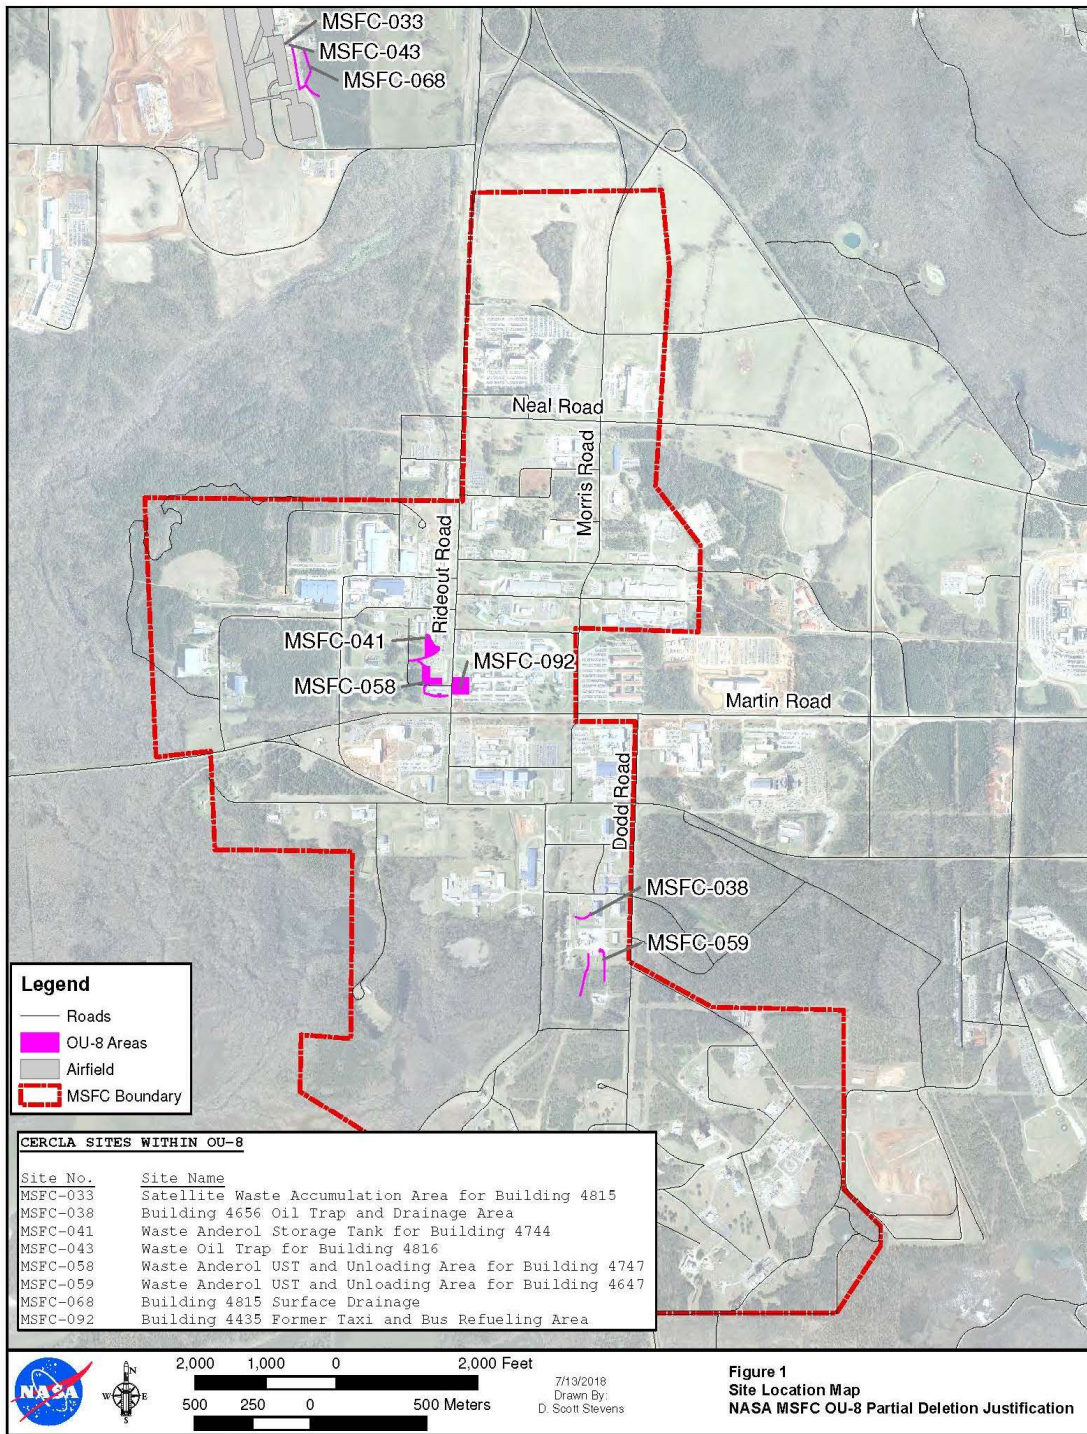 MSFC-033
MSFC-043
MSFC-068
Neal Road
Morris Road
Rideout Road
MSFC-041
MSFC-092
MSFC-058
Martin Road
Dodd Road
MSFC-038
MSFC-059
Legend
Roads
OU-8 Areas
Airfield
MSFC Boundary
CERCLA SITES WITHIN OU-8
Site No. Site Name
MSFC-033 Satellite Waste Accumulation Area for Building 4815
MSFC-038 Building 4656 Oil Trap and Drainage Area
MSFC-041 Waste Anderol Storage Tank for Building 4744
MSFC-043 Waste Oil Trap for Building 4816
MSFC-058 Waste Anderol UST and Unloading Area for Building 4747
MSFC-059 Waste Anderol UST and Unloading Area for Building 4647
MSFC-068 Building 4815 Surface Drainage
MSFC-092 Building 4435 Former Taxi and Bus Refueling Area
NASA
N
W E
S
2,000 1,000 0 2,000 Feet
500 250 0 500 Meters
7/13/2018
Drawn By:
D. Scott Stevens
Figure 1
Site Location Map
NASA MSFC OU-8 Partial Deletion Justification